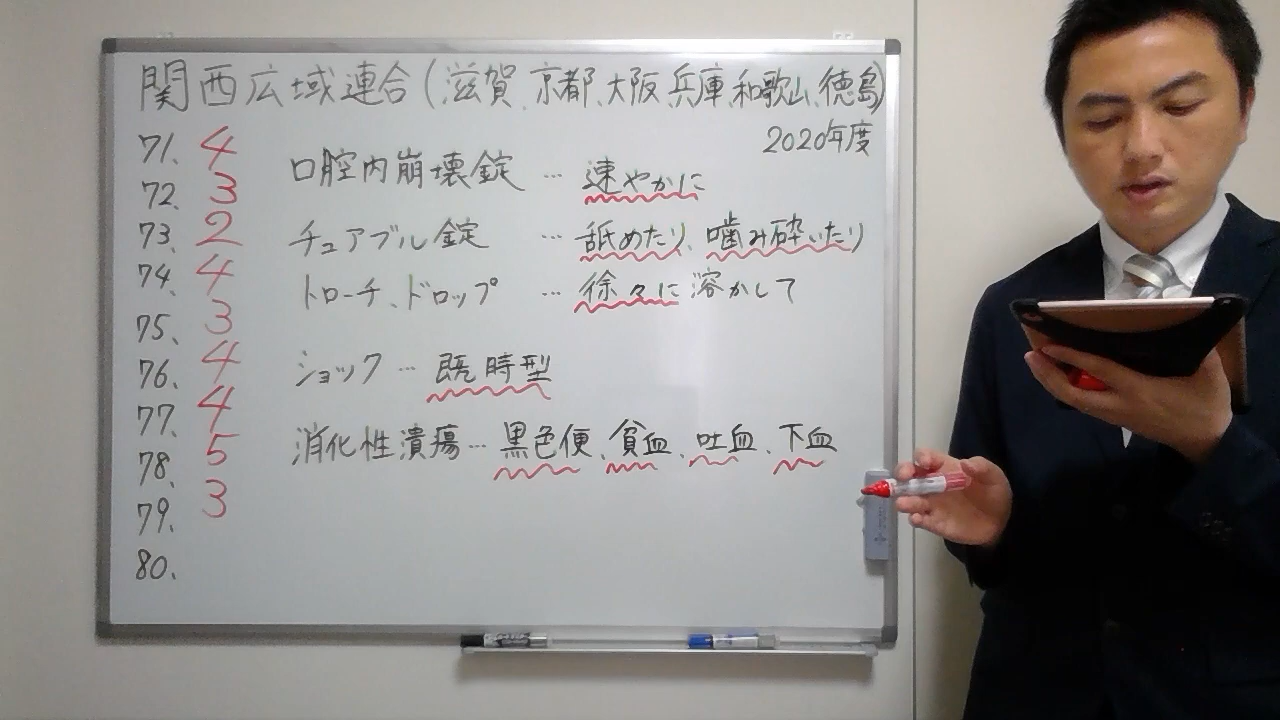 関西広域連合(滋賀、京都、大阪、兵庫、和歌山、徳島)
2020年度
71. 4
72. 3
73. 2
74. 4
75. 3
76. 4
77. 4
78. 5
79. 3
80.
口腔内崩壊錠 … 速やかに
チュアブル錠 … 舐めたり、噛み砕いたり
トローチ、ドロップ … 徐々に溶かして
ショック … 既時型
消化性潰瘍… 黒色便、貧血、吐血、下血